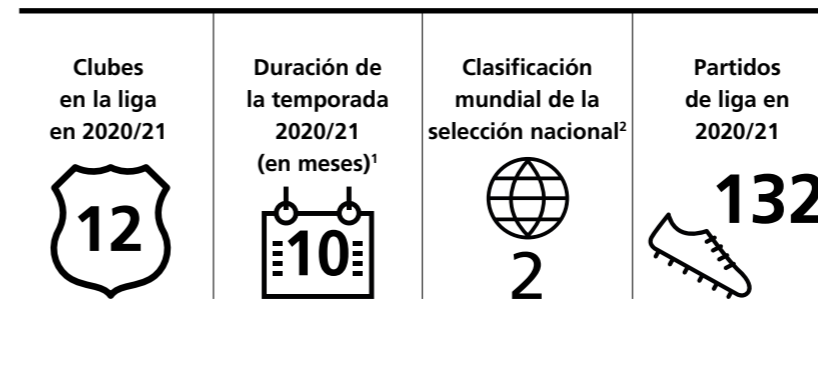 Clubes
en la liga
en 2020/21
12
Duración de
la temporada
2020/21
(en meses)¹
10
Clasificación
mundial de la
selección nacional²
2
Partidos
de liga en
2020/21
132